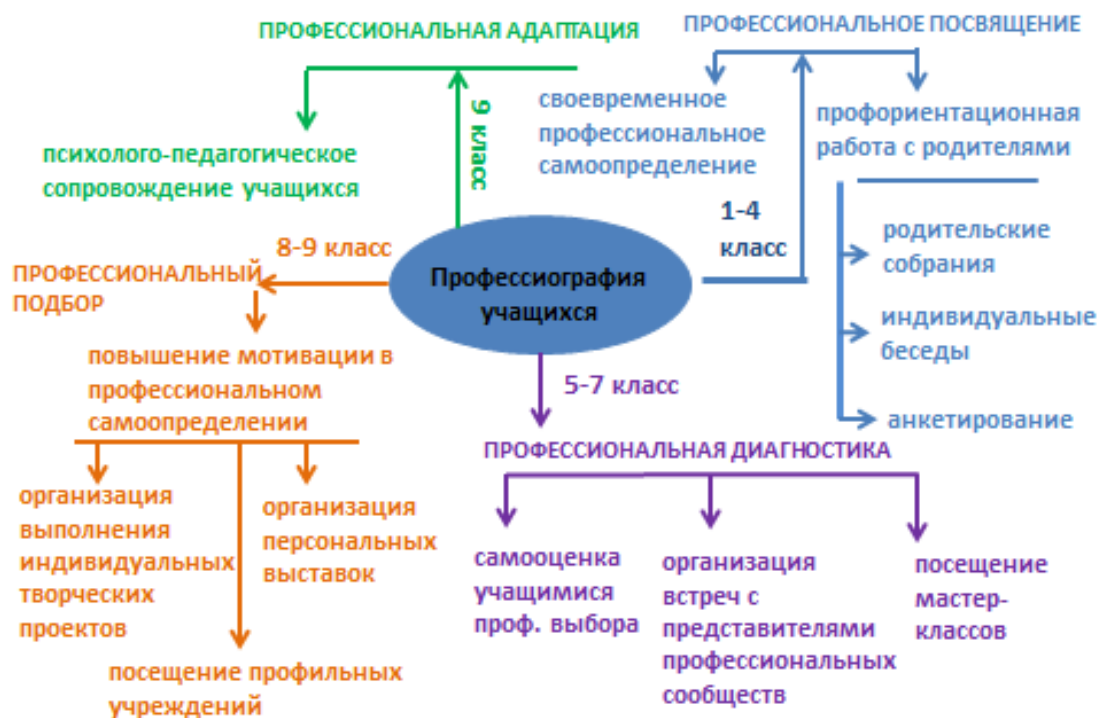 ПРОФЕССИОНАЛЬНАЯ АДАПТАЦИЯ
психолого-педагогическое
сопровождение учащихся
9 класс
ПРОФЕССИОНАЛЬНОЕ ПОСВЯЩЕНИЕ
своевременное
профессиональное
самоопределение
профориентационная
работа с родителями
1-4
класс
родительские
собрания
индивидуальные
беседы
анкетирование
Профессиография
учащихся
8-9 класс
ПРОФЕССИОНАЛЬНЫЙ
ПОДБОР
повышение мотивации в
профессиональном
самоопределении
организация
выполнения
индивидуальных
творческих
проектов
организация
персональных
выставок
посещение профильных
учреждений
5-7 класс
ПРОФЕССИОНАЛЬНАЯ ДИАГНОСТИКА
самооценка
учащимися
проф. выбора
организация
встреч с
представителями
профессиональных
сообществ
посещение
мастер-
классов